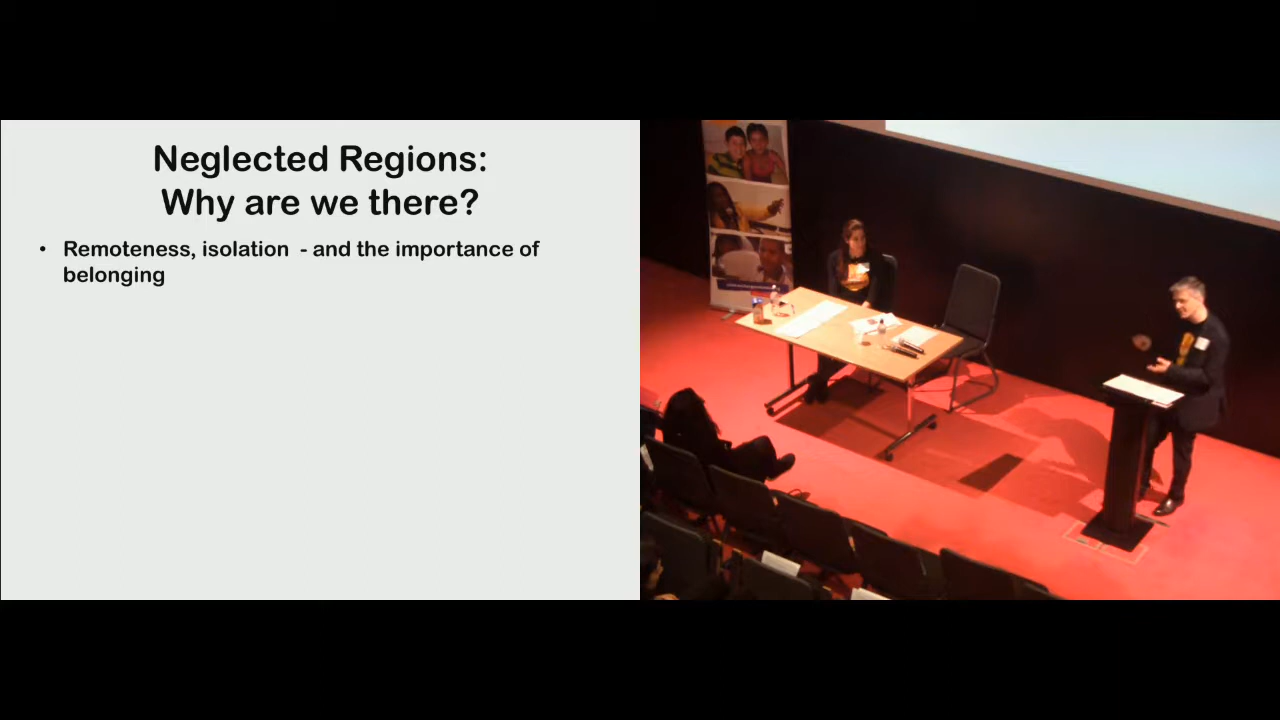 Neglected Regions:
Why are we there?
• Remoteness, isolation - and the importance of
belonging